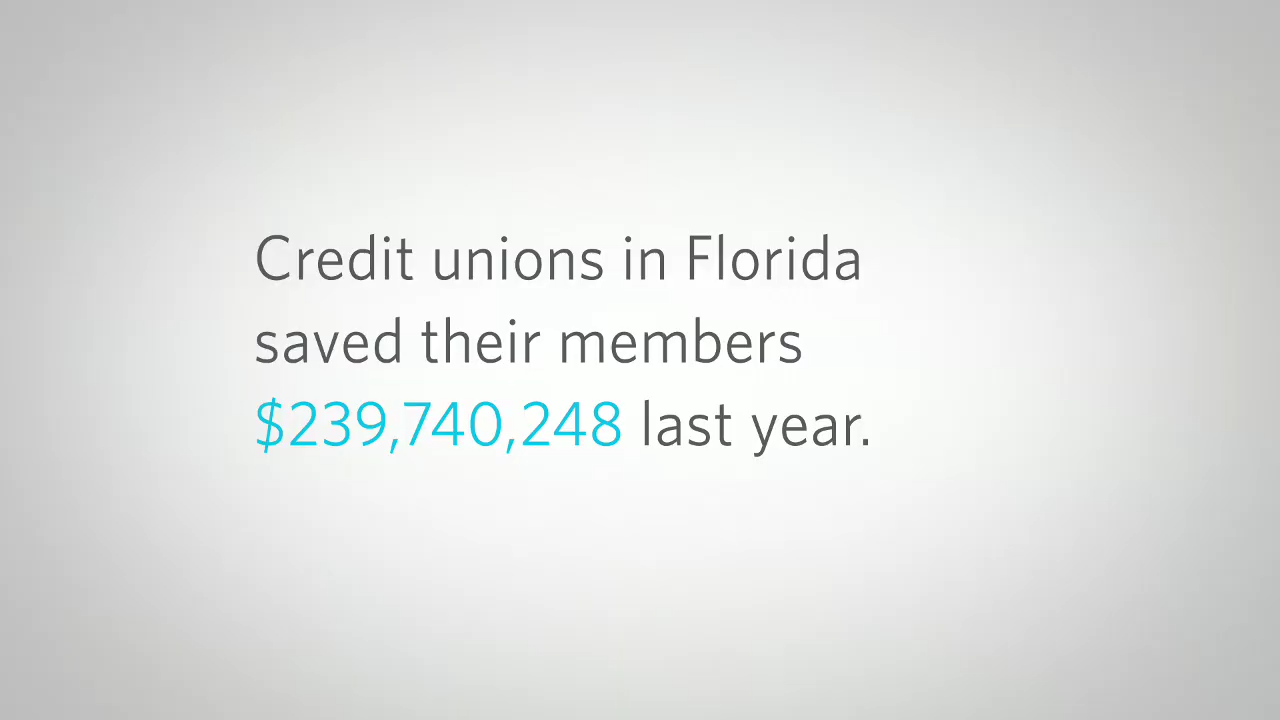 Credit unions in Florida
saved their members
$239,740,248 last year.